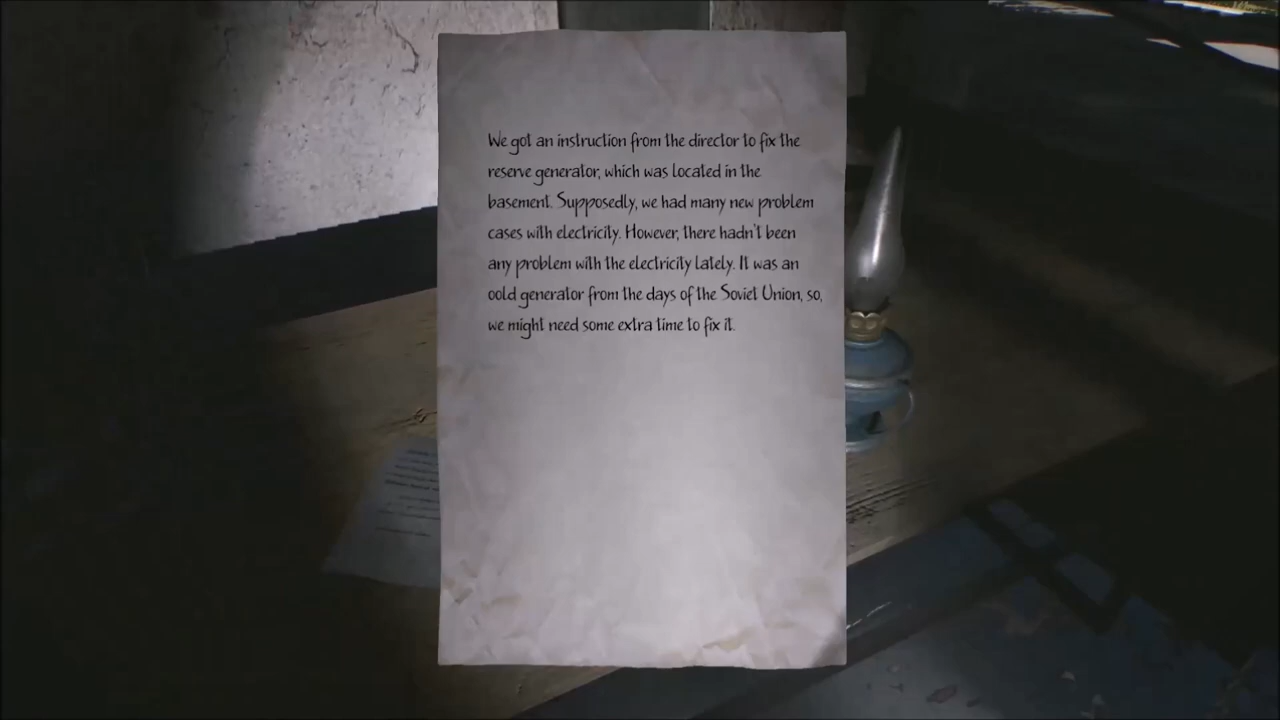 We got an instruction from the director to fix the
reserve generator, which was located in the
basement. Supposedly, we had many new problem
cases with electricity. However, there hadn't been
any problem with the electricity lately. It was an
oold generator from the days of the Soviet Union, so,
we might need some extra time to fix it.